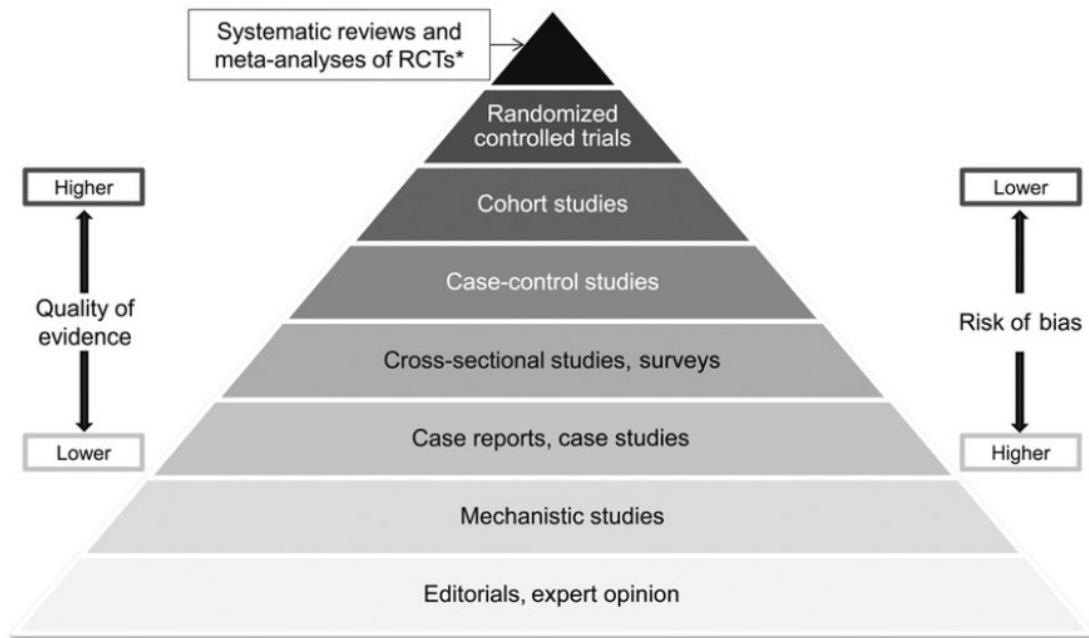 Systematic reviews and
meta-analyses of RCTs*
Randomized
controlled trials
Higher
Lower
Cohort studies
Case-control studies
Quality of
evidence
Risk of bias
Cross-sectional studies, surveys
Case reports, case studies
Lower
Higher
Mechanistic studies
Editorials, expert opinion